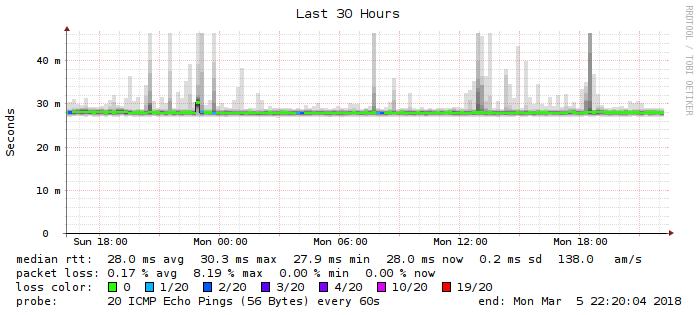 Last 30 Hours
RRDTOOL / TOBI OETIKER
Seconds
40 m
30 m
20 m
10 m
0
Sun 18:00 Mon 00:00 Mon 06:00 Mon 12:00 Mon 18:00
median rtt: 28.0 ms avg 30.3 ms max 27.9 ms min 28.0 ms now 0.2 ms sd 138.0 am/s
packet loss: 0.17 % avg 8.19 % max 0.00 % min 0.00 % now
loss color: 0 1/20 2/20 3/20 4/20 10/20 19/20
probe: 20 ICMP Echo Pings (56 Bytes) every 60s end: Mon Mar 5 22:20:04 2018